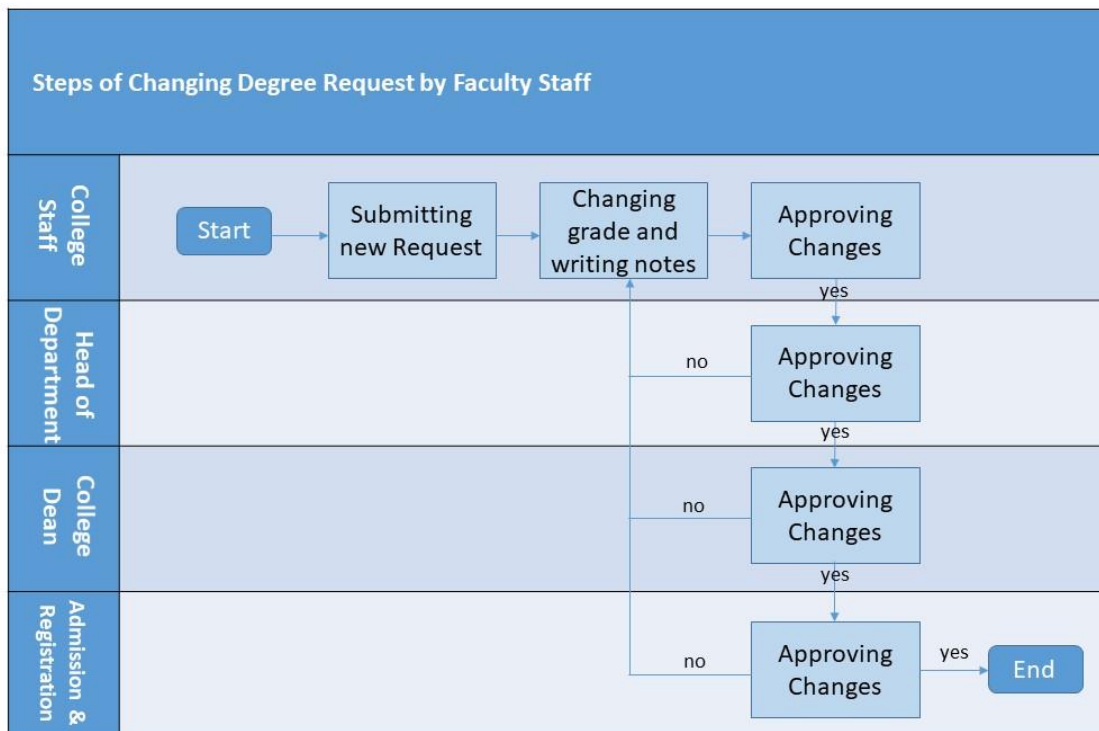 Steps of Changing Degree Request by Faculty Staff
College
Staff
Start
Submitting
new Request
Changing
grade and
writing notes
Approving
Changes
yes
Head of
Department
no
Approving
Changes
yes
College
Dean
no
Approving
Changes
yes
Admission &
Registration
no
Approving
Changes
yes
End